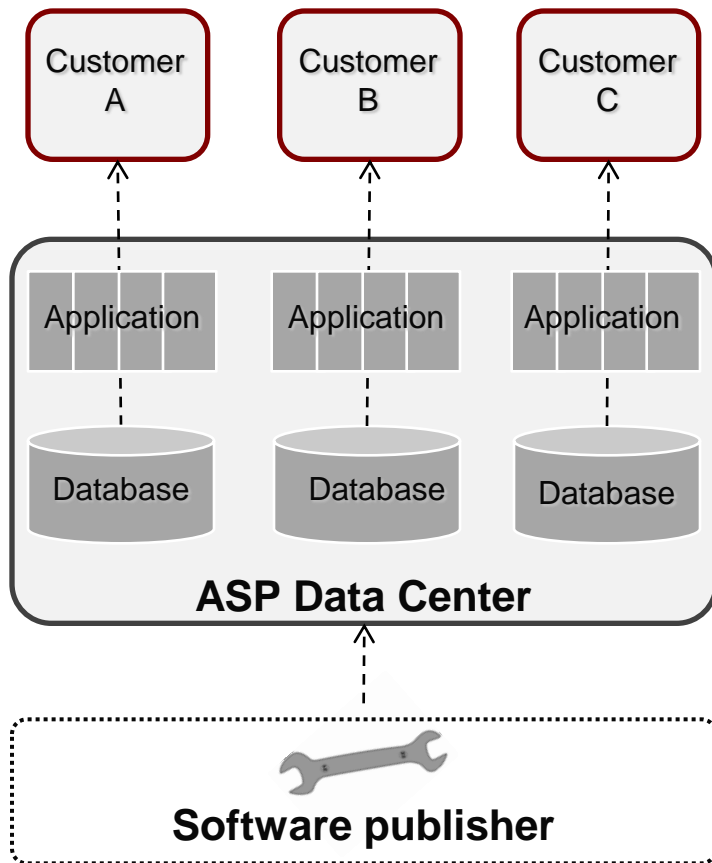 Customer
A
Customer
B
Customer
C
Application
Application
Application
Database
Database
Database
ASP Data Center
Software publisher